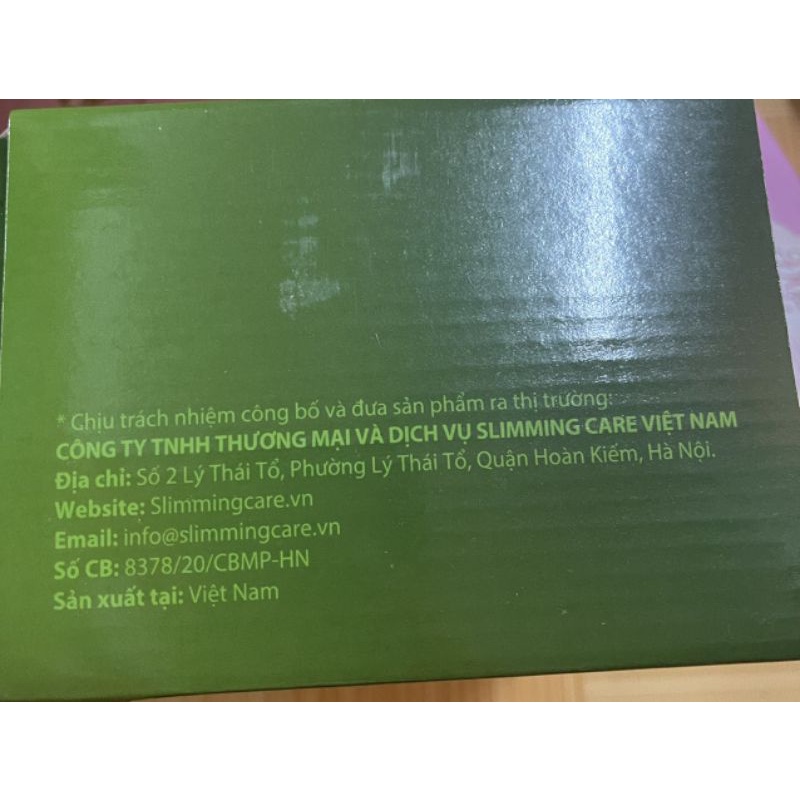 * Chịu trách nhiệm công bố và đưa sản phẩm ra thị trường:
CÔNG TY TNHH THƯƠNG MẠI VÀ DỊCH VỤ SLIMMING CARE VIỆT NAM
Địa chỉ: Số 2 Lý Thái Tổ, Phường Lý Thái Tổ, Quận Hoàn Kiếm, Hà Nội.
Website: Slimmingcare.vn
Email: info@slimmingcare.vn
Số CB: 8378/20/CBMP-HN
Sản xuất tại: Việt Nam